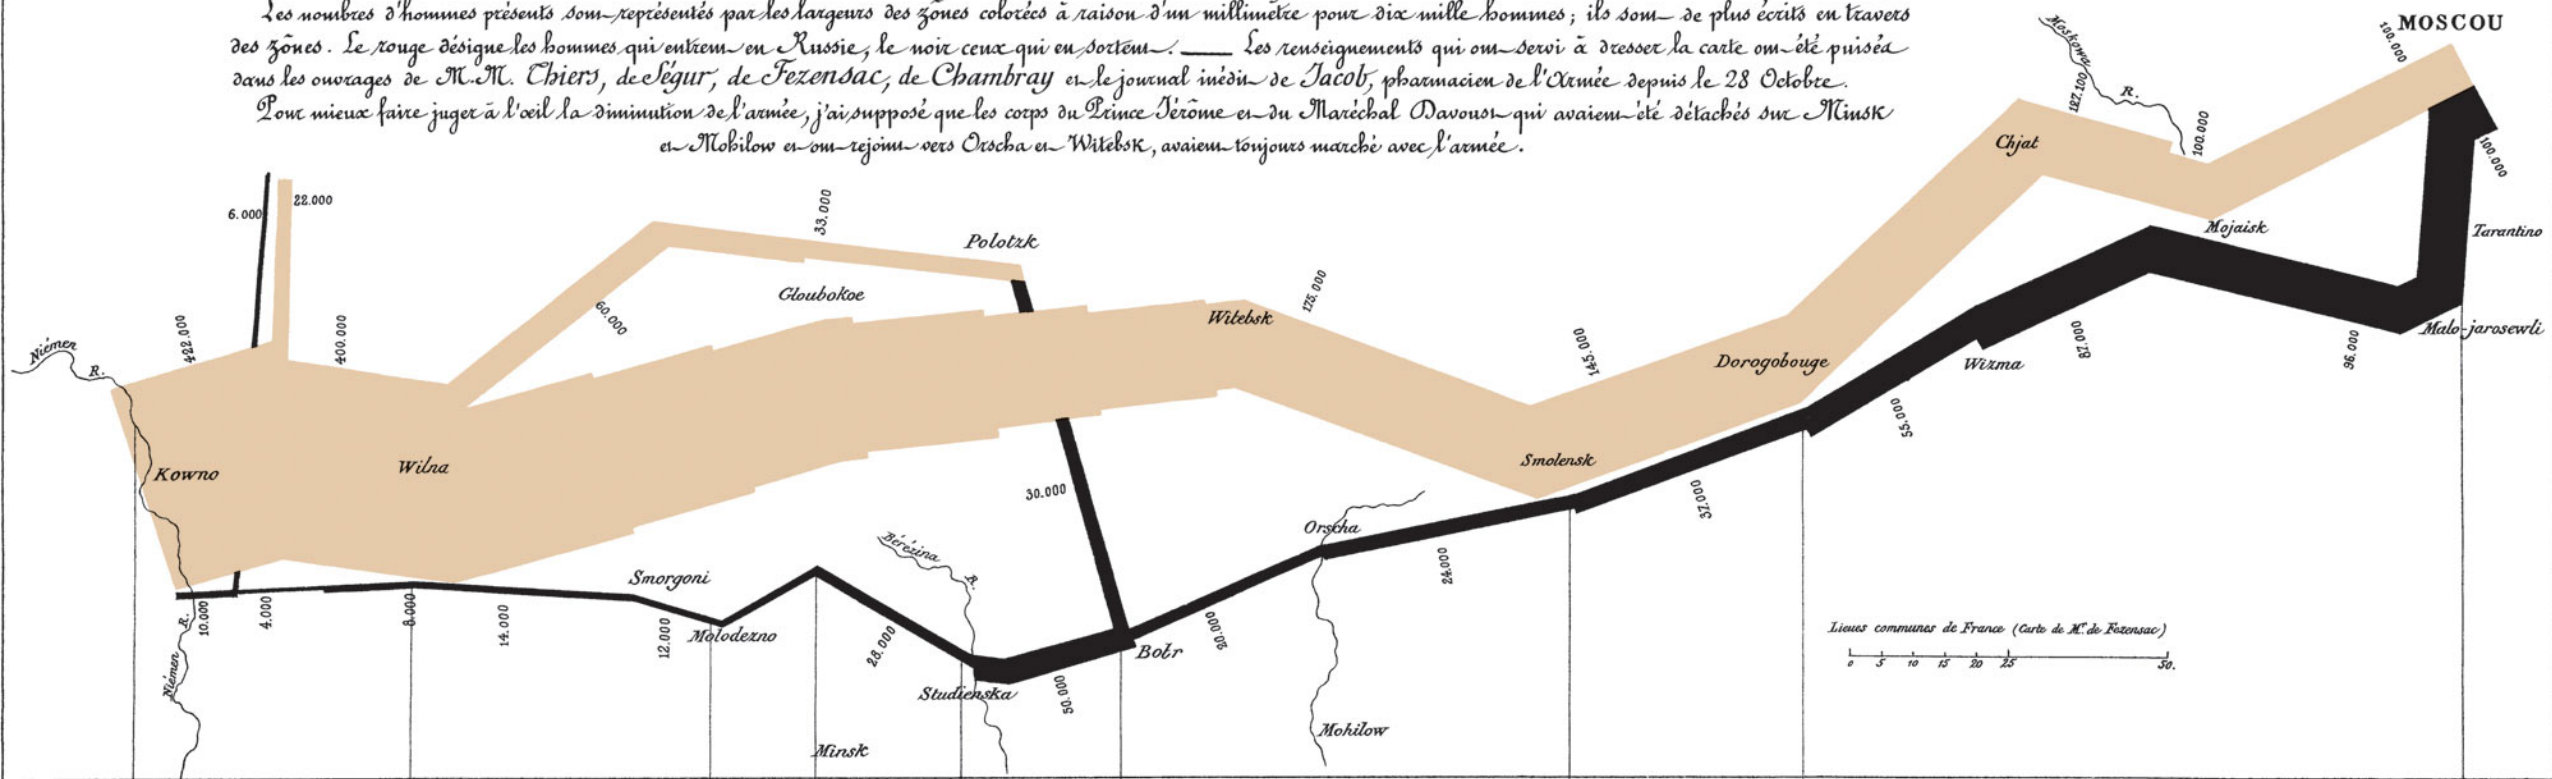 Les nombres d'hommes présents sont représentés par les largeurs des zônes colorées à raison d'un millimètre pour dix mille hommes; ils sont de plus écrits en travers
des zônes. Le rouge désigne les hommes qui entrent en Russie, le noir ceux qui en sortent. — Les renseignements qui ont servi à dresser la carte ont été puisés
dans les ouvrages de M.M. Thiers, de Ségur, de Fezensac, de Chambray et le journal inédit de Jacob, pharmacien de l'Armée depuis le 28 Octobre.
Pour mieux faire juger à l'œil la diminution de l'armée, j'ai supposé que les corps du Prince Jérôme et du Maréchal Davoust qui avaient été détachés sur Minsk
et Mohilow et ont rejoint vers Orscha et Witebsk, avaient toujours marché avec l'armée.
Moskowa R.
100.000
MOSCOU
127.100
100.000
Chjat
100.000
6.000
22.000
33.000
Polotzk
Mojaisk
Tarantino
Gloubokoe
60.000
175.000
422.000
400.000
Witebsk
Niémen R.
145.000
Dorogobouge
Wizma
87.000
96.000
Malo-jarosewli
55.000
Kowno
Wilna
Smolensk
30.000
37.000
Orscha
Bérézina R.
24.000
Smorgoni
10.000
4.000
8.000
14.000
12.000
Molodezno
28.000
Bobr
20.000
Niémen R.
Studienska
50.000
Lieues communes de France (Carte de Mr. de Fezensac)
0 5 10 15 20 25 50.
Minsk
Mohilow